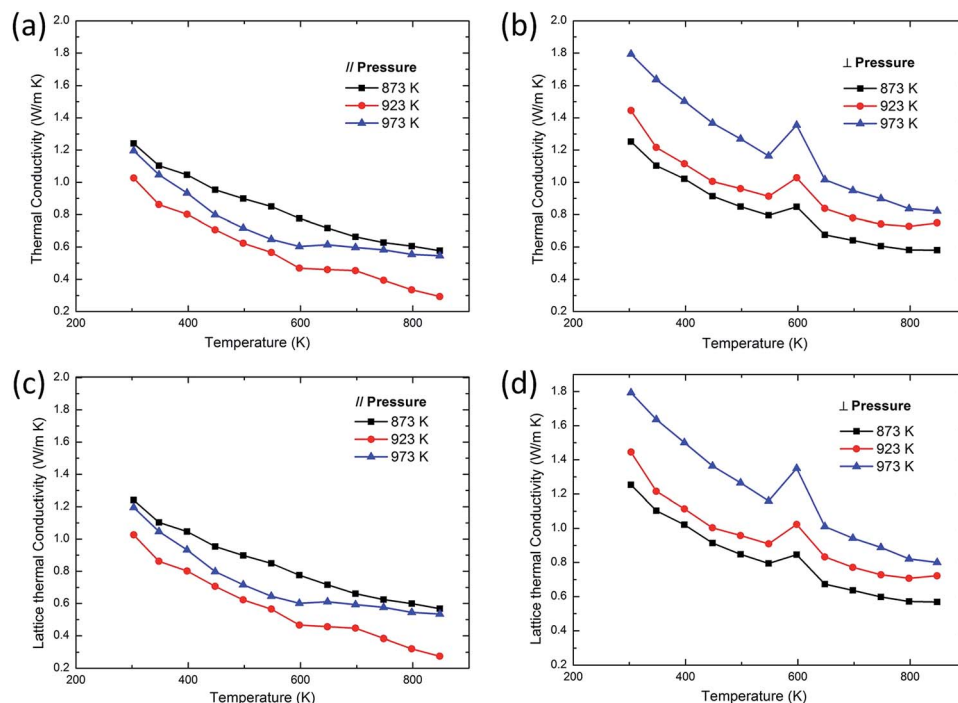 (a)
2.0
1.8
1.6
1.4
1.2
1.0
0.8
0.6
0.4
0.2
Thermal Conductivity (W/m K)
// Pressure
873 K
923 K
973 K
200
400
600
800
Temperature (K)
(b)
2.0
1.8
1.6
1.4
1.2
1.0
0.8
0.6
0.4
0.2
Thermal Conductivity (W/m K)
⊥ Pressure
873 K
923 K
973 K
200
400
600
800
Temperature (K)
(c)
2.0
1.8
1.6
1.4
1.2
1.0
0.8
0.6
0.4
0.2
Lattice thermal Conductivity (W/m K)
// Pressure
873 K
923 K
973 K
200
400
600
800
Temperature (K)
(d)
1.8
1.6
1.4
1.2
1.0
0.8
0.6
0.4
0.2
Lattice thermal Conductivity (W/m K)
⊥ Pressure
873 K
923 K
973 K
200
400
600
800
Temperature (K)